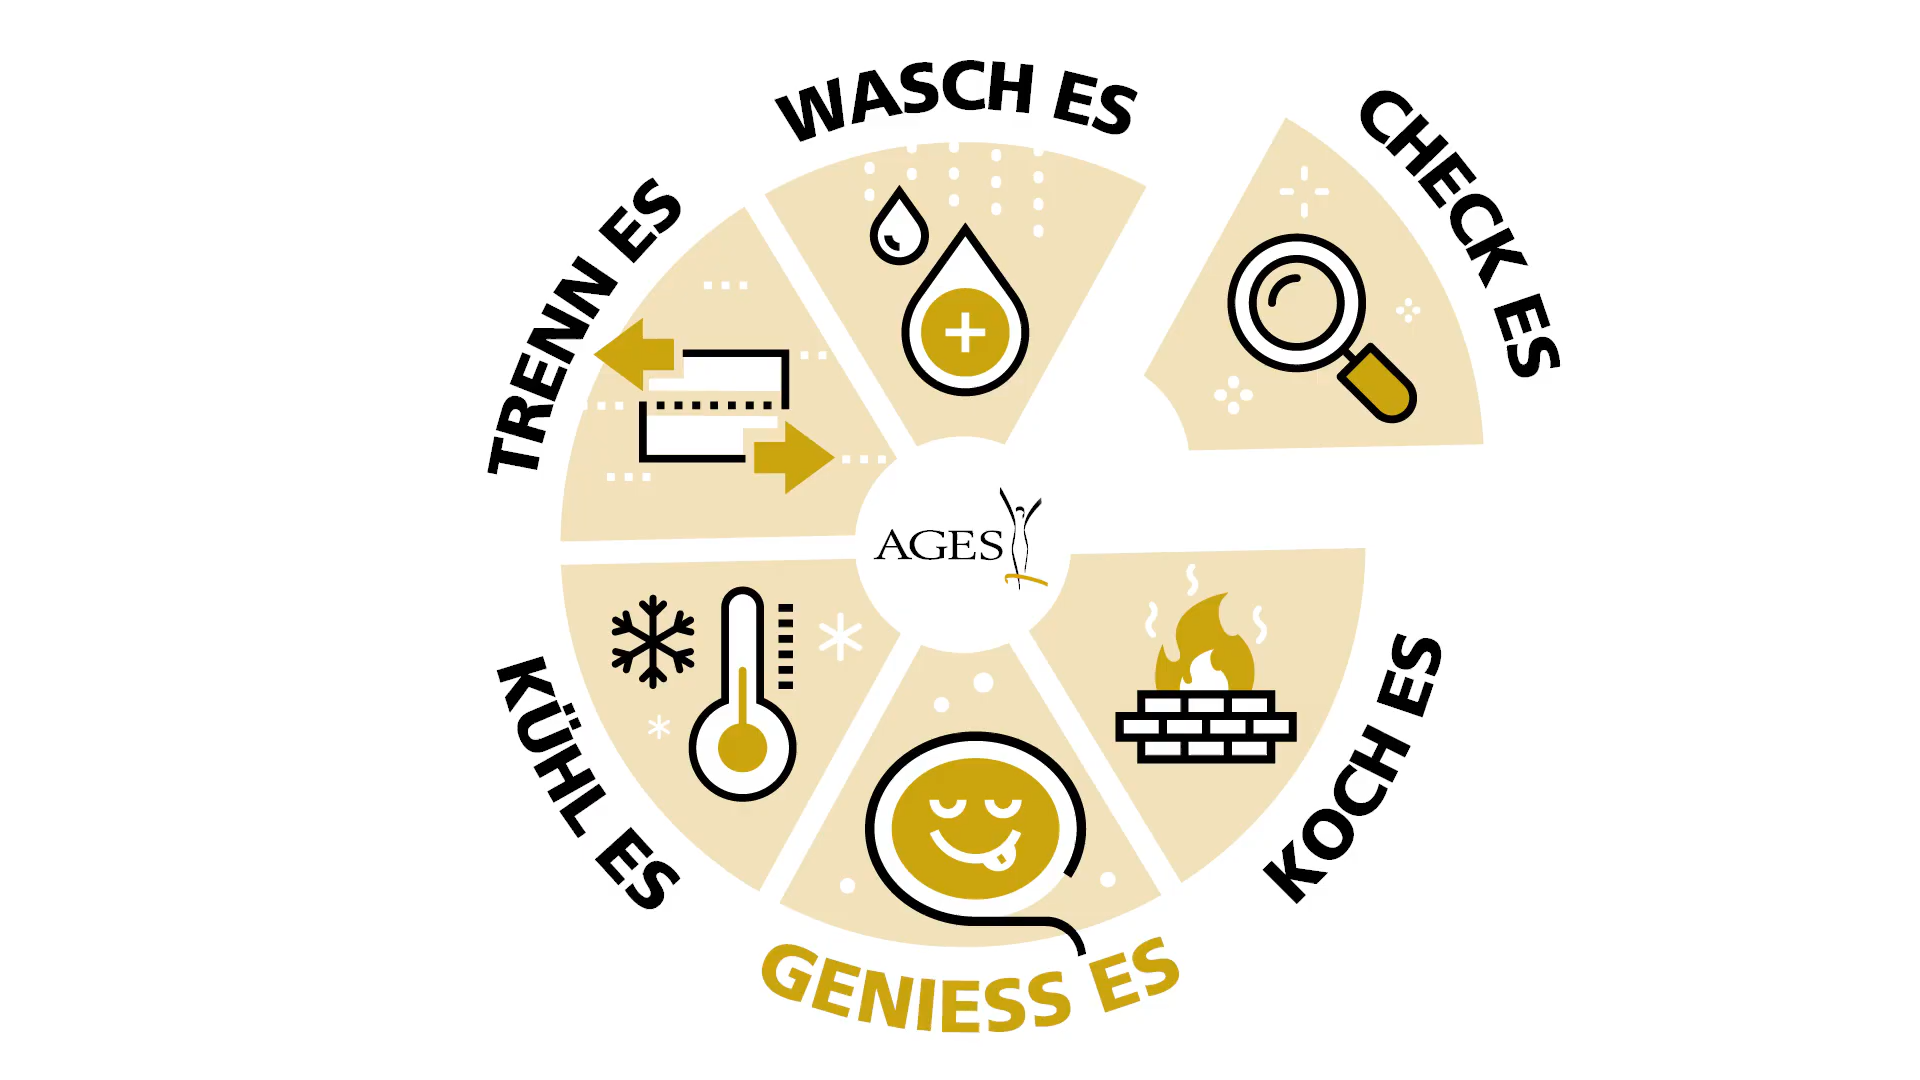 WASCH ES
CHECK ES
TRENN ES
AGES
KÜHL ES
KOCH ES
GENIESS ES